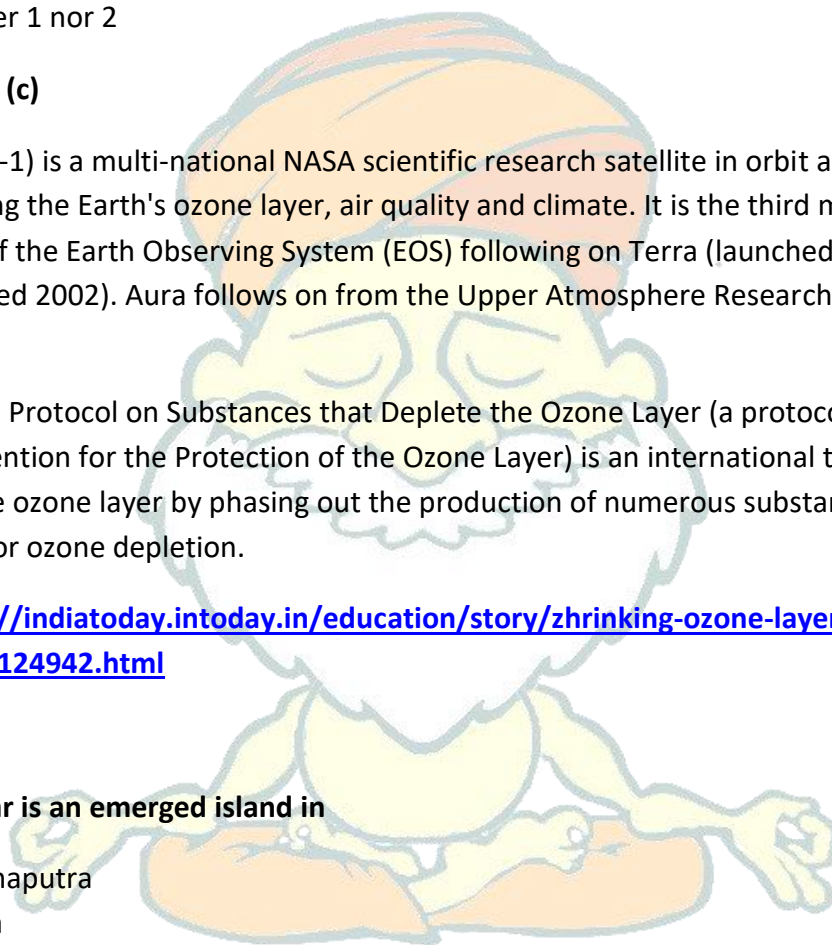 er 1 nor 2
(c)
-1) is a multi-national NASA scientific research satellite in orbit a
ng the Earth's ozone layer, air quality and climate. It is the third m
f the Earth Observing System (EOS) following on Terra (launched
ed 2002). Aura follows on from the Upper Atmosphere Research
Protocol on Substances that Deplete the Ozone Layer (a protoco
ention for the Protection of the Ozone Layer) is an international t
e ozone layer by phasing out the production of numerous substan
or ozone depletion.
//indiatoday.intoday.in/education/story/zhrinking-ozone-layer
124942.html
r is an emerged island in
naputra